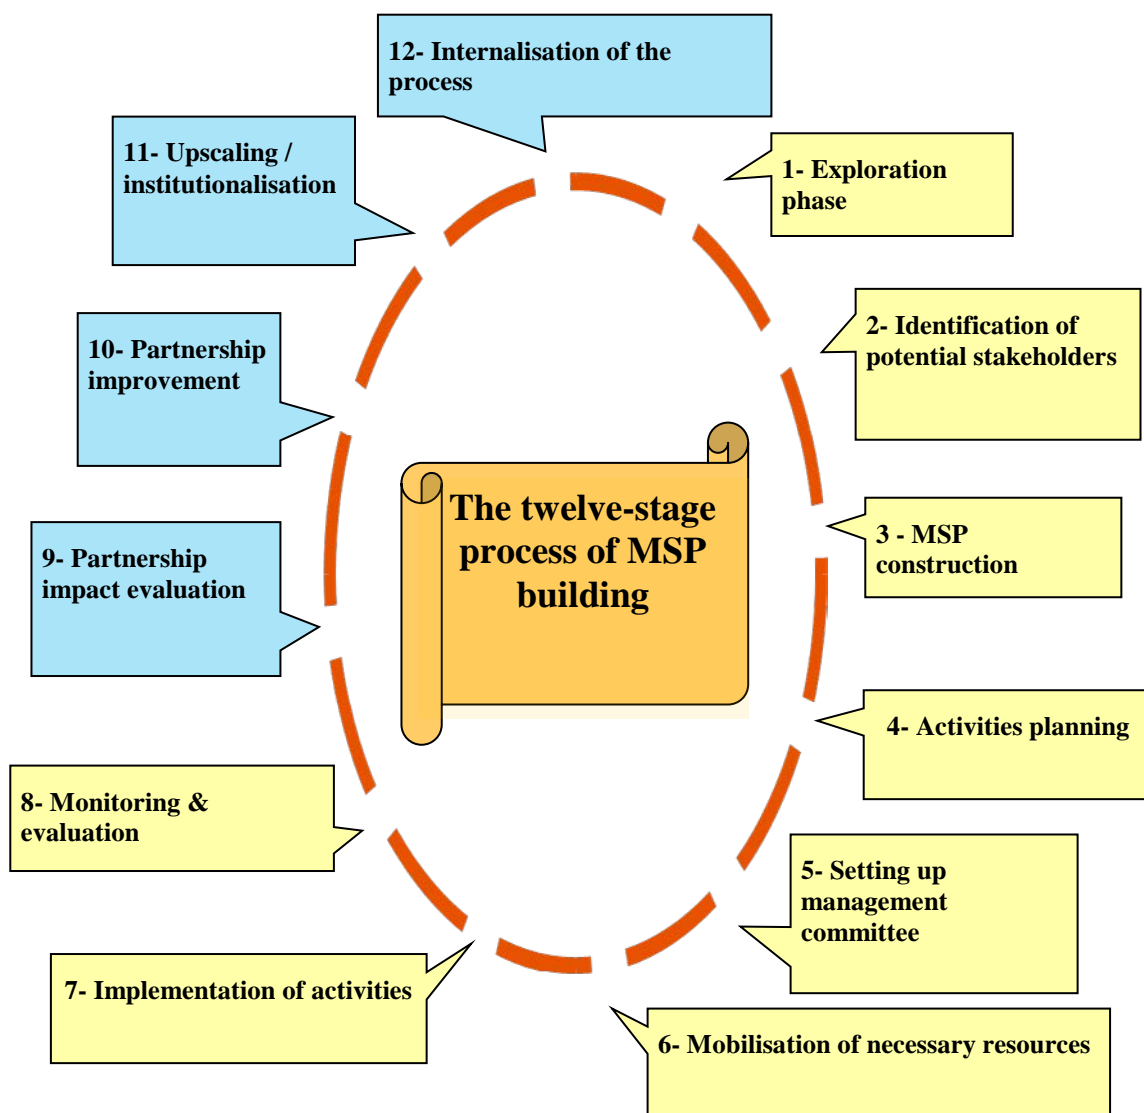 12- Internalisation of the
process
11- Upscaling /
institutionalisation
1- Exploration
phase
10- Partnership
improvement
2- Identification of
potential stakeholders
The twelve-stage
process of MSP
building
9- Partnership
impact evaluation
3 - MSP
construction
4- Activities planning
8- Monitoring &
evaluation
5- Setting up
management
committee
7- Implementation of activities
6- Mobilisation of necessary resources